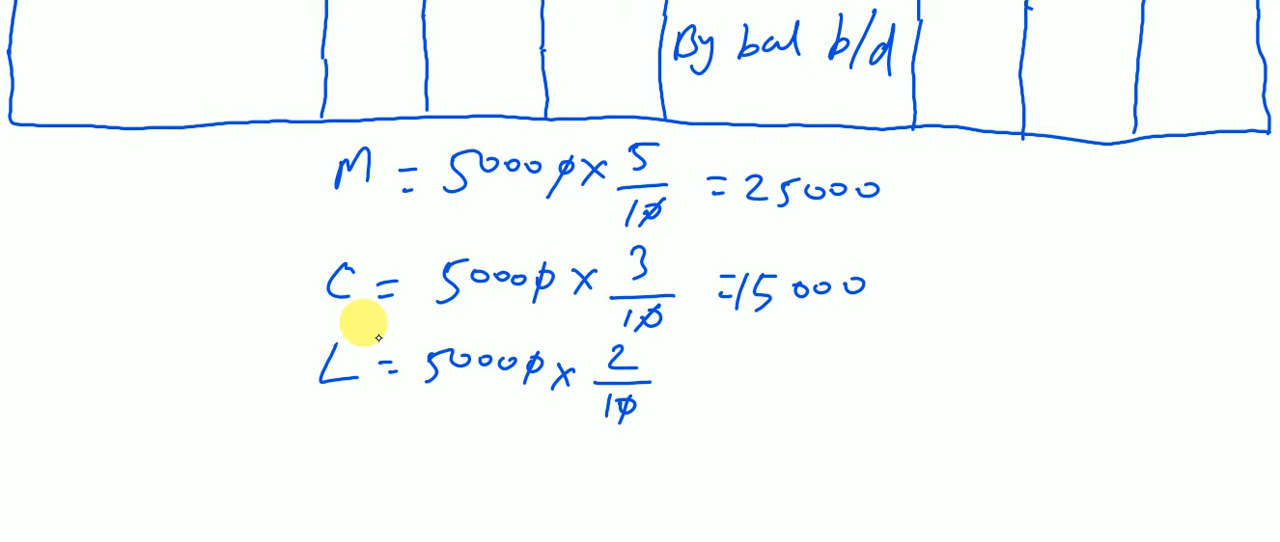 By bal b/d
M = 50000 x 5/10 = 25000
C = 50000 x 3/10 = 15000
L = 50000 x 2/10